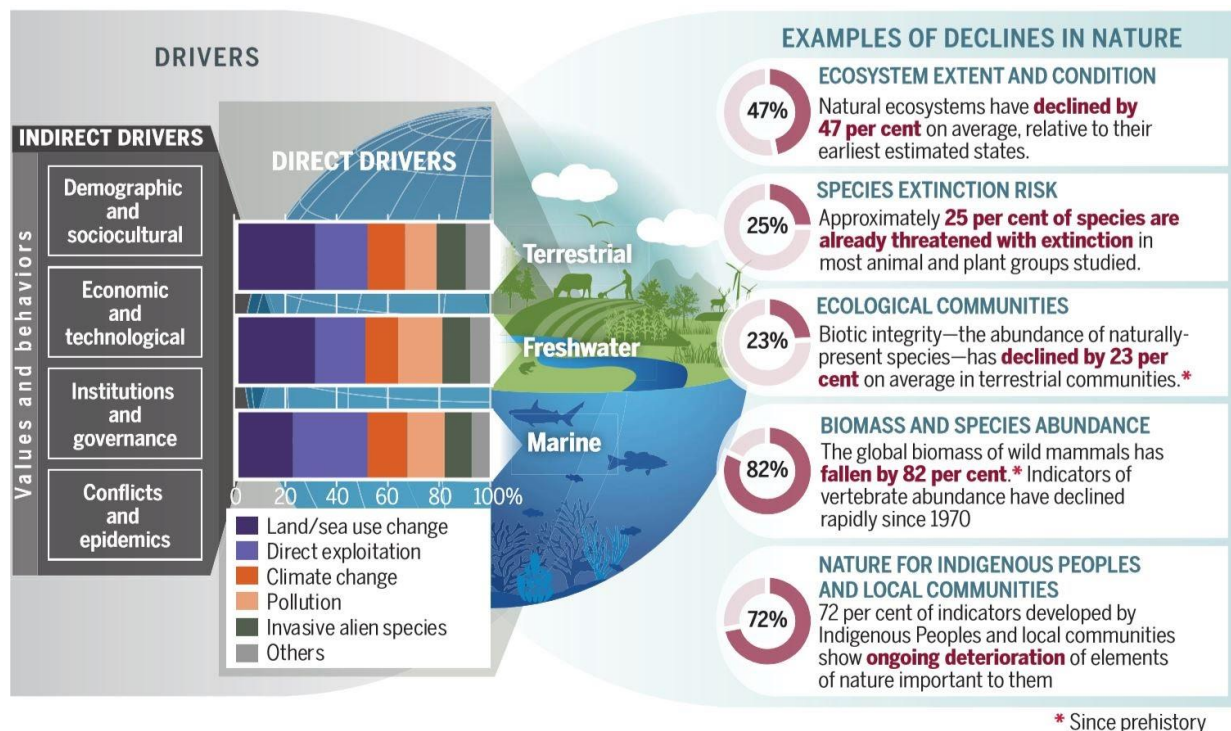 DRIVERS
INDIRECT DRIVERS
Values and behaviors
Demographic
and
sociocultural
Economic
and
technological
Institutions
and
governance
Conflicts
and
epidemics
DIRECT DRIVERS
Terrestrial
Freshwater
Marine
0 20 40 60 80 100%
Land/sea use change
Direct exploitation
Climate change
Pollution
Invasive alien species
Others
EXAMPLES OF DECLINES IN NATURE
47%
ECOSYSTEM EXTENT AND CONDITION
Natural ecosystems have declined by
47 per cent on average, relative to their
earliest estimated states.
25%
SPECIES EXTINCTION RISK
Approximately 25 per cent of species are
already threatened with extinction in
most animal and plant groups studied.
23%
ECOLOGICAL COMMUNITIES
Biotic integrity—the abundance of naturally-
present species—has declined by 23 per
cent on average in terrestrial communities.*
82%
BIOMASS AND SPECIES ABUNDANCE
The global biomass of wild mammals has
fallen by 82 per cent.* Indicators of
vertebrate abundance have declined
rapidly since 1970
72%
NATURE FOR INDIGENOUS PEOPLES
AND LOCAL COMMUNITIES
72 per cent of indicators developed by
Indigenous Peoples and local communities
show ongoing deterioration of elements
of nature important to them
* Since prehistory